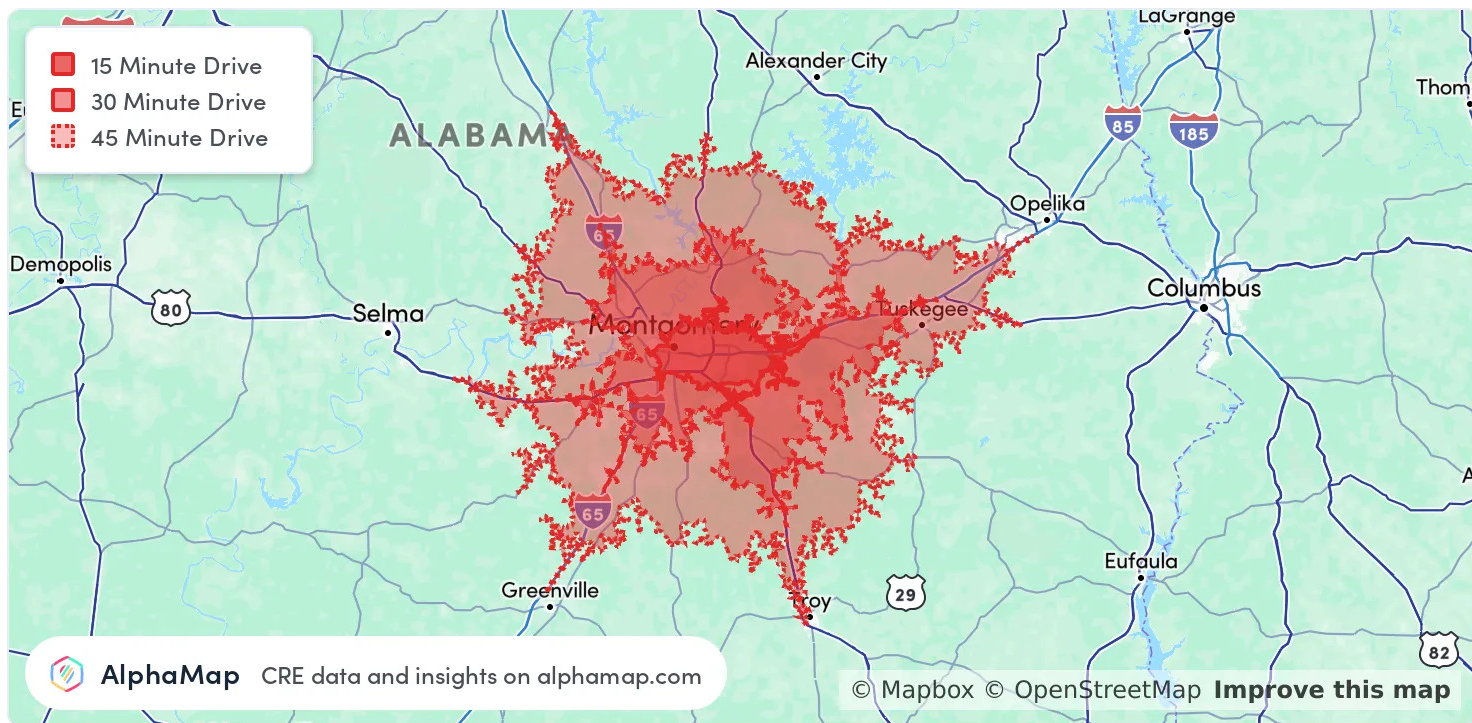 LaGrange
Alexander City
15 Minute Drive
30 Minute Drive
45 Minute Drive
Thom
85
185
ALABAMA
Opelika
65
Demopolis
Columbus
80
Selma
Tuskegee
Montgomery
29
65
65
Eufaula
Greenville
29
Troy
82
AlphaMap CRE data and insights on alphamap.com
© Mapbox © OpenStreetMap Improve this map